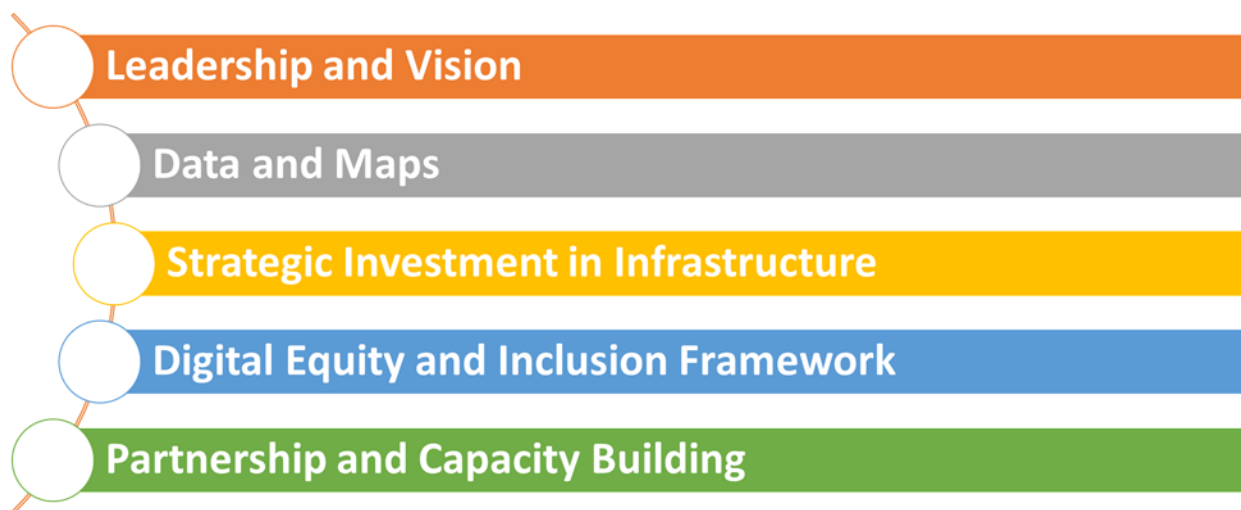 Leadership and Vision
Data and Maps
Strategic Investment in Infrastructure
Digital Equity and Inclusion Framework
Partnership and Capacity Building